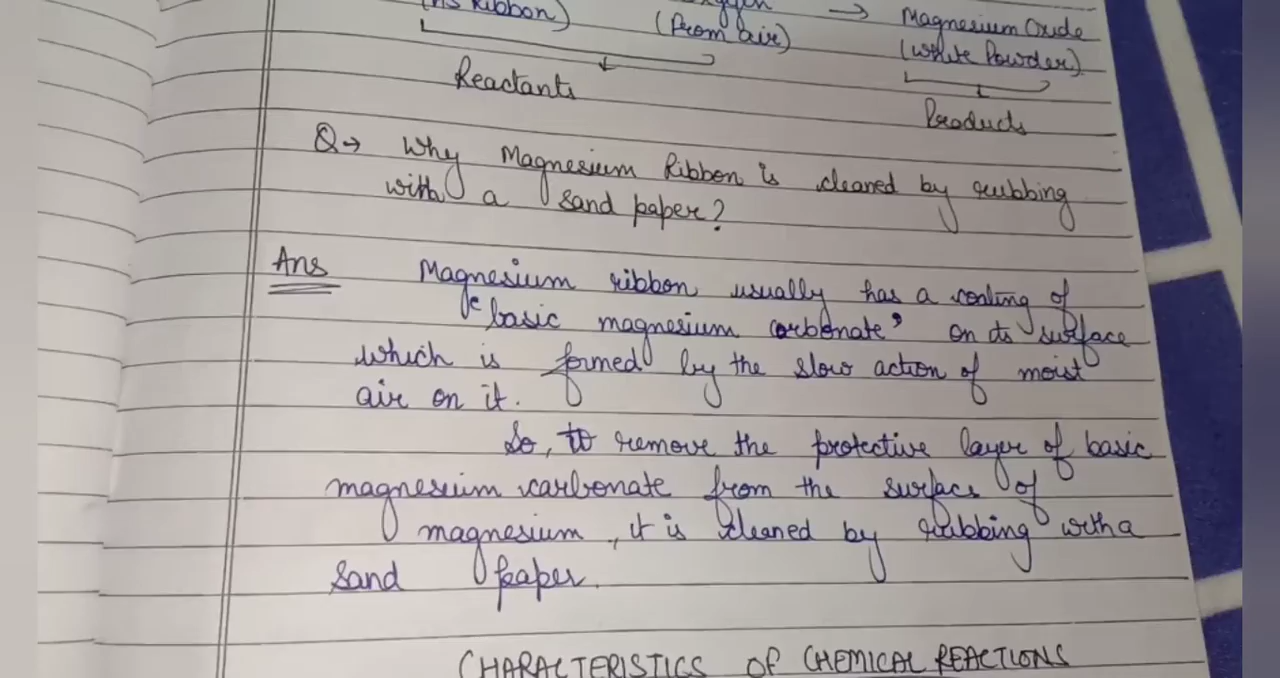 Ribbon)
(From air)
→ Magnesium Oxide
(White Powder)
Reactants
Products
Q→ Why Magnesium Ribbon is cleaned by rubbing
with a sand paper?
Ans Magnesium ribbon usually has a coating of
"basic magnesium carbonate" on its surface
which is formed by the slow action of moist
air on it.
So, to remove the protective layer of basic
magnesium carbonate from the surface of
magnesium, it is cleaned by rubbing with a
sand paper.
CHARACTERISTICS OF CHEMICAL REACTIONS